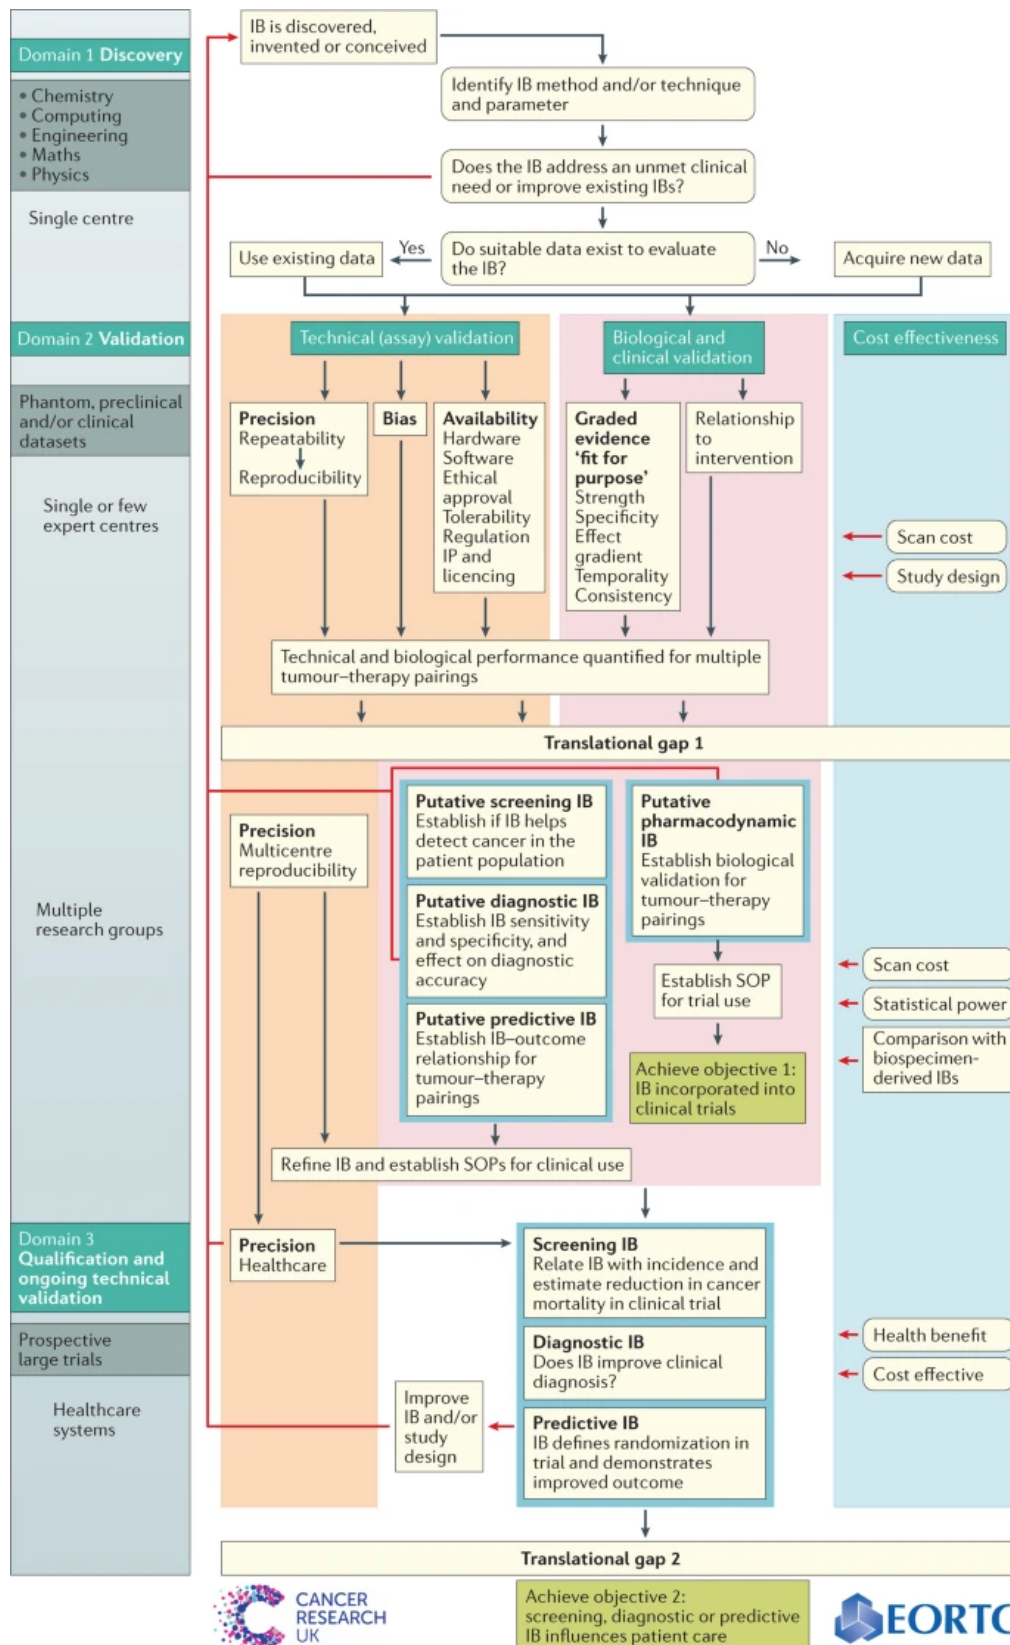 IB is discovered,
invented or conceived
Domain 1 Discovery
• Chemistry
• Computing
• Engineering
• Maths
• Physics
Single centre
Identify IB method and/or technique
and parameter
Does the IB address an unmet clinical
need or improve existing IBs?
Do suitable data exist to evaluate
the IB?
Yes
No
Use existing data
Acquire new data
Domain 2 Validation
Phantom, preclinical
and/or clinical
datasets
Single or few
expert centres
Technical (assay) validation
Biological and
clinical validation
Cost effectiveness
Precision
Repeatability
Reproducibility
Bias
Availability
Hardware
Software
Ethical
approval
Tolerability
Regulation
IP and
licencing
Graded
evidence
'fit for
purpose'
Strength
Specificity
Effect
gradient
Temporality
Consistency
Relationship
to
intervention
Scan cost
Study design
Technical and biological performance quantified for multiple
tumour–therapy pairings
Translational gap 1
Multiple
research groups
Precision
Multicentre
reproducibility
Putative screening IB
Establish if IB helps
detect cancer in the
patient population
Putative diagnostic IB
Establish IB sensitivity
and specificity, and
effect on diagnostic
accuracy
Putative predictive IB
Establish IB–outcome
relationship for
tumour–therapy
pairings
Putative
pharmacodynamic
IB
Establish biological
validation for
tumour–therapy
pairings
Establish SOP
for trial use
Achieve objective 1:
IB incorporated into
clinical trials
Scan cost
Statistical power
Comparison with
biospecimen-
derived IBs
Refine IB and establish SOPs for clinical use
Domain 3
Qualification and
ongoing technical
validation
Prospective
large trials
Healthcare
systems
Precision
Healthcare
Screening IB
Relate IB with incidence and
estimate reduction in cancer
mortality in clinical trial
Diagnostic IB
Does IB improve clinical
diagnosis?
Predictive IB
IB defines randomization in
trial and demonstrates
improved outcome
Improve
IB and/or
study
design
Health benefit
Cost effective
Translational gap 2
CANCER
RESEARCH
UK
Achieve objective 2:
screening, diagnostic or predictive
IB influences patient care
EORTC